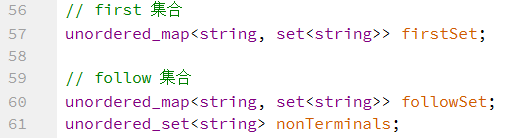 56 // first 集合
57 unordered_map<string, set<string>> firstSet;
58
59 // follow 集合
60 unordered_map<string, set<string>> followSet;
61 unordered_set<string> nonTerminals;